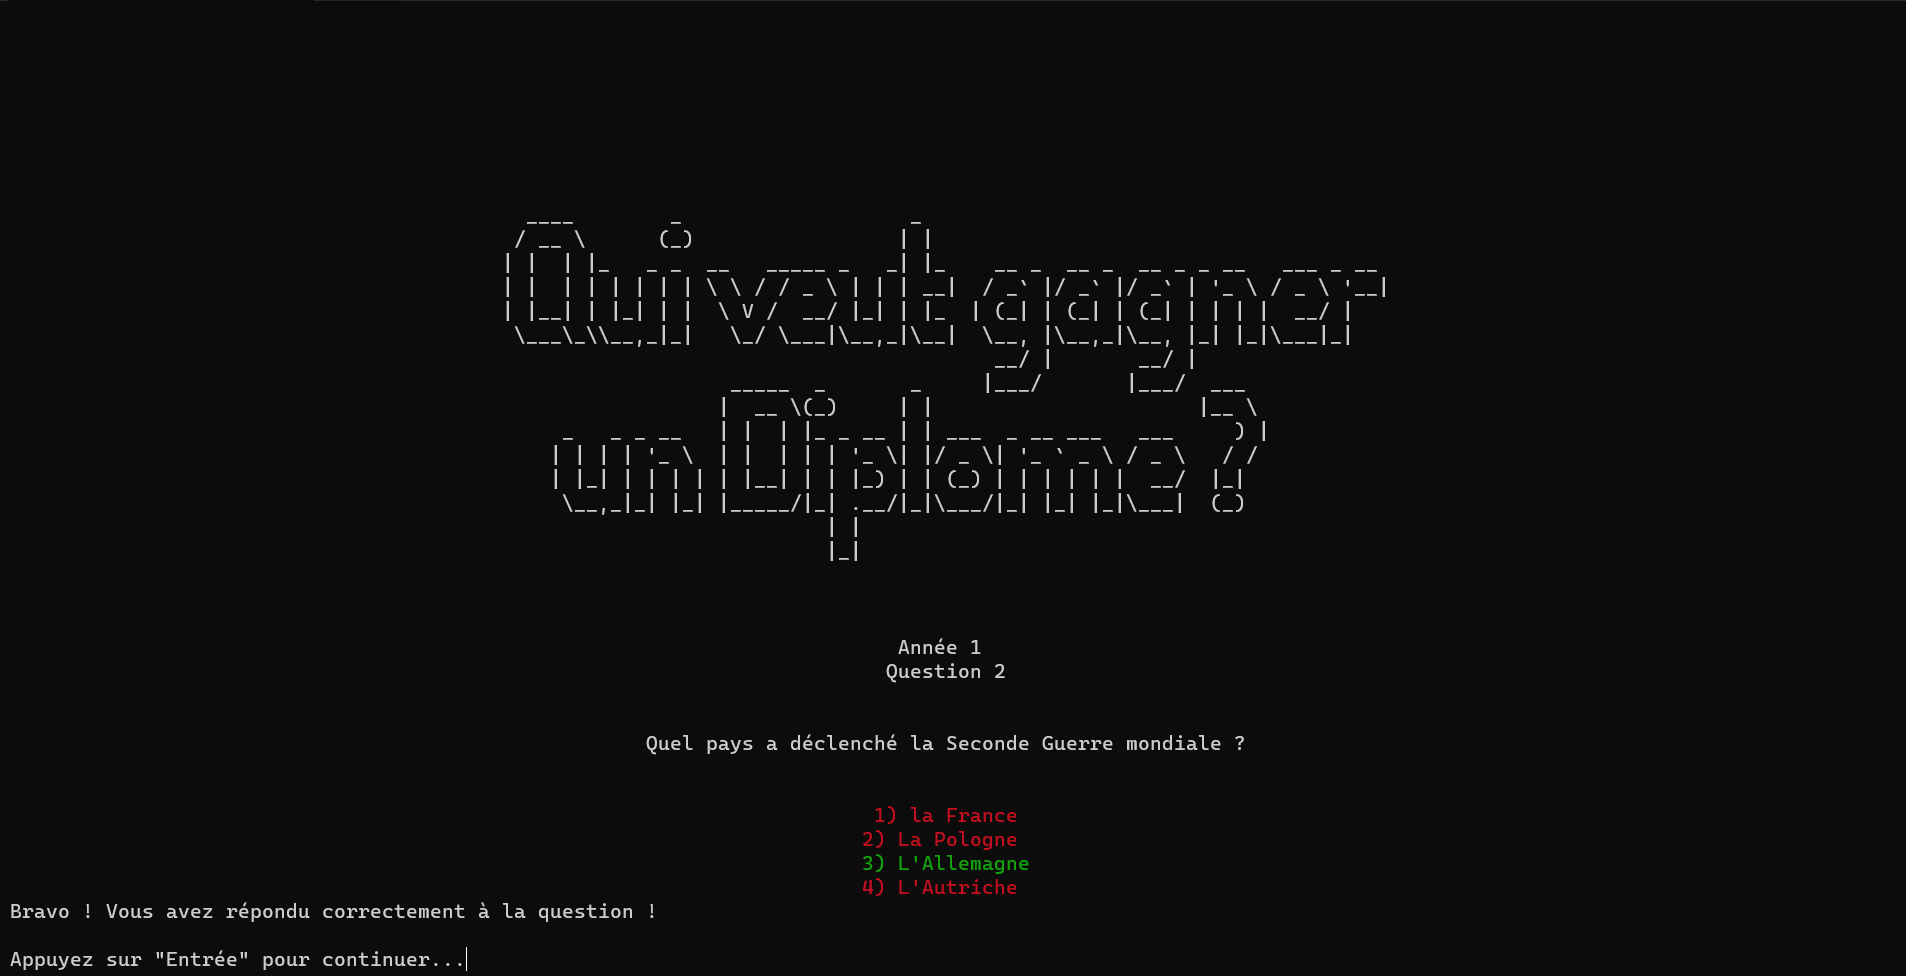 Qui veut gagner
un Diplome ?
Année 1
Question 2
Quel pays a déclenché la Seconde Guerre mondiale ?
1) la France
2) La Pologne
3) L'Allemagne
4) L'Autriche
Bravo ! Vous avez répondu correctement à la question !
Appuyez sur "Entrée" pour continuer...